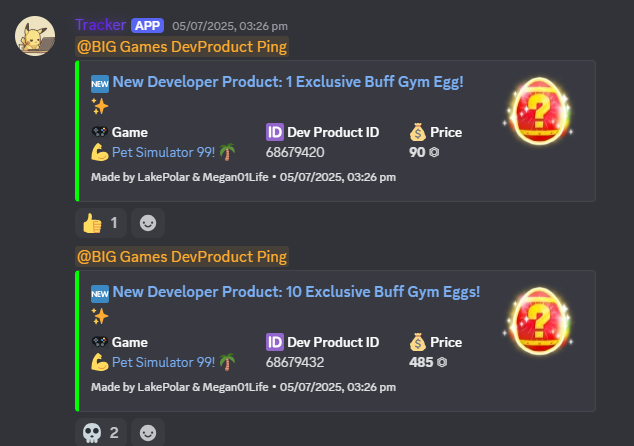 Tracker APP 05/07/2025, 03:26 pm
@BIG Games DevProduct Ping
NEW New Developer Product: 1 Exclusive Buff Gym Egg!
✨
🎮 Game
🆔 Dev Product ID
💰 Price
💪 Pet Simulator 99! 🌴
68679420
90
Made by LakePolar & Megan01Life • 05/07/2025, 03:26 pm
👍 1
@BIG Games DevProduct Ping
NEW New Developer Product: 10 Exclusive Buff Gym Eggs!
✨
🎮 Game
🆔 Dev Product ID
💰 Price
💪 Pet Simulator 99! 🌴
68679432
485
Made by LakePolar & Megan01Life • 05/07/2025, 03:26 pm
💀 2